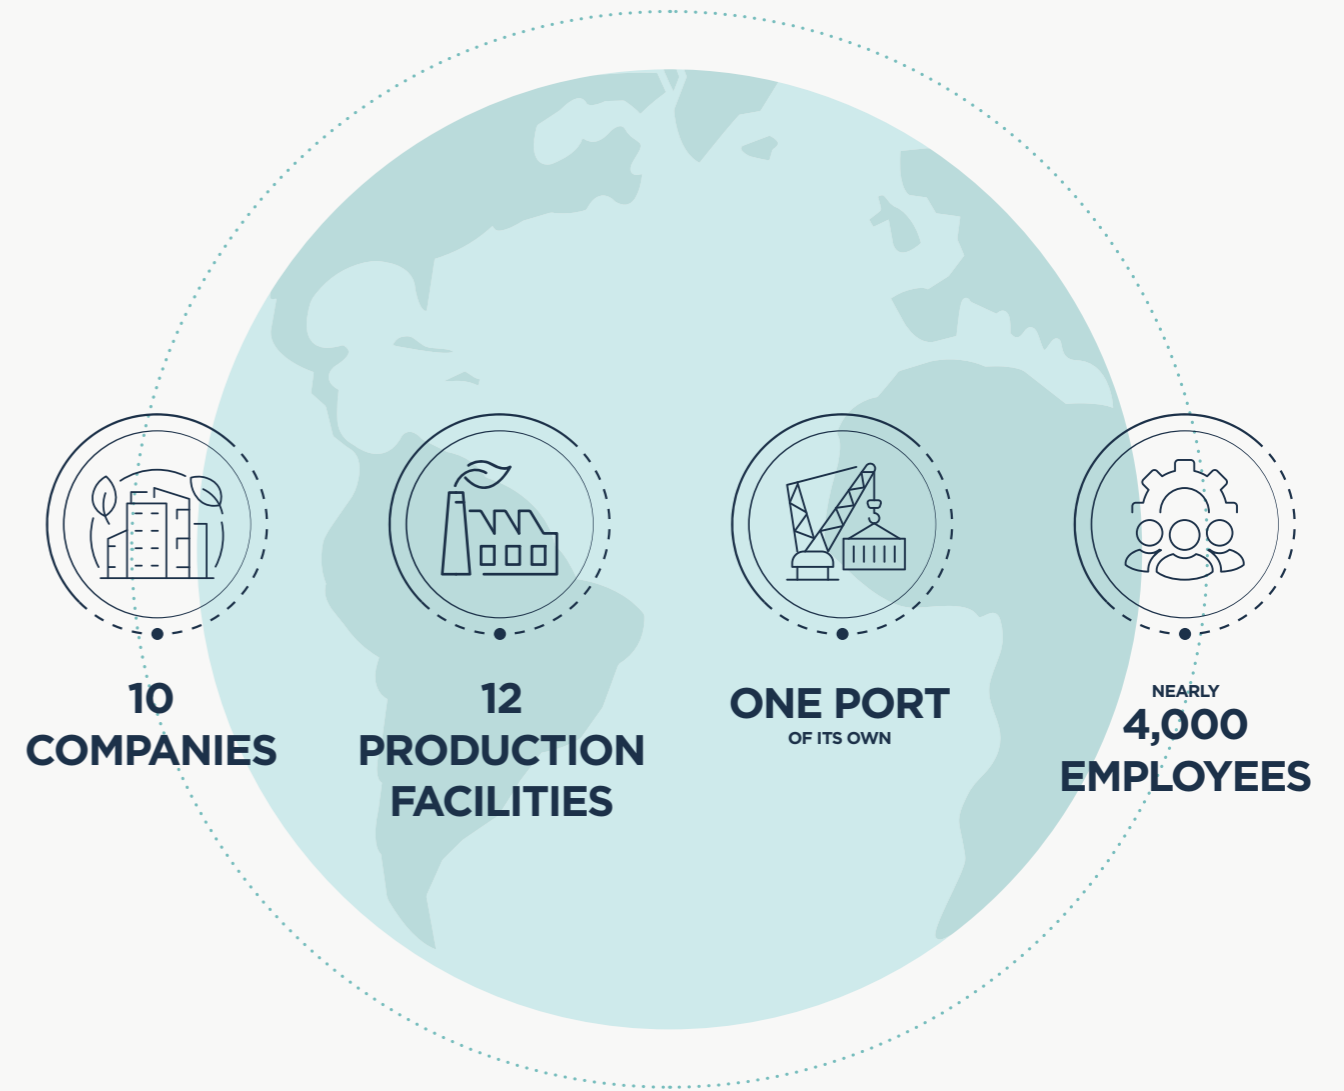 10
COMPANIES
12
PRODUCTION
FACILITIES
ONE PORT
OF ITS OWN
NEARLY
4,000
EMPLOYEES